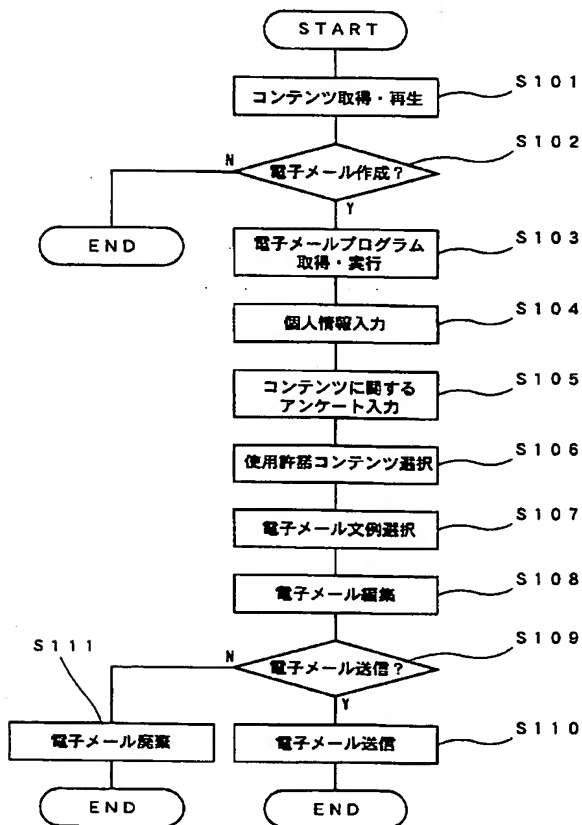 START
コンテンツ取得・再生
S101
電子メール作成？
S102
N
Y
END
電子メールプログラム
取得・実行
S103
個人情報入力
S104
コンテンツに関する
アンケート入力
S105
使用許諾コンテンツ選択
S106
電子メール文例選択
S107
電子メール編集
S108
電子メール送信？
S109
N
Y
S111
電子メール廃棄
電子メール送信
S110
END
END